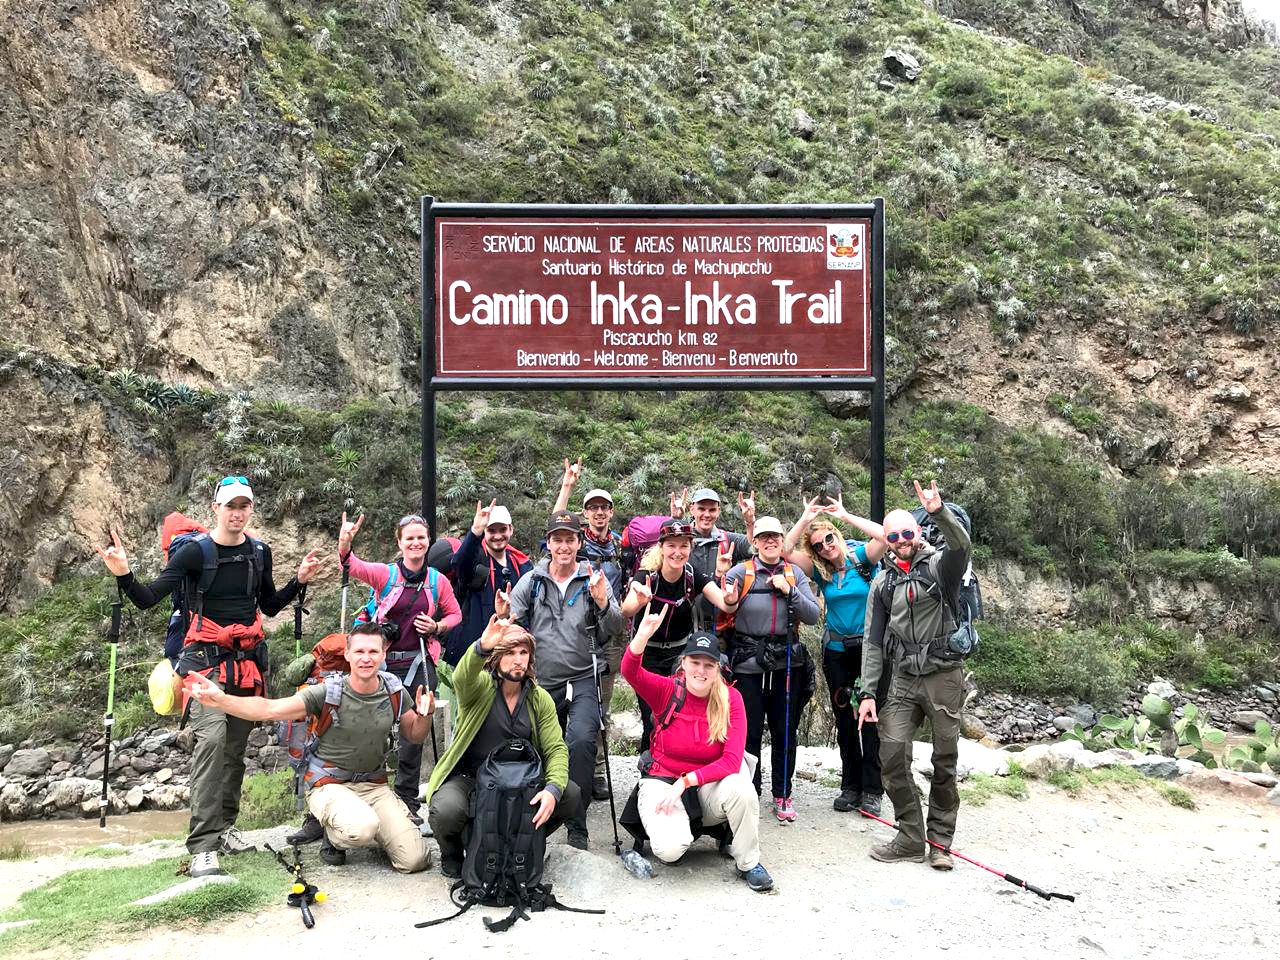 SERVICIO NACIONAL DE AREAS NATURALES PROTEGIDAS
SERNANP
Santuario Histórico de Machupicchu
Camino Inka-Inka Trail
Piscacucho km. 82
Bienvenido - Welcome - Bienvenu - Benvenuto